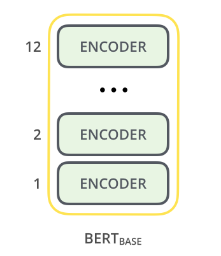 12 ENCODER
...
2 ENCODER
1 ENCODER
BERTBASE